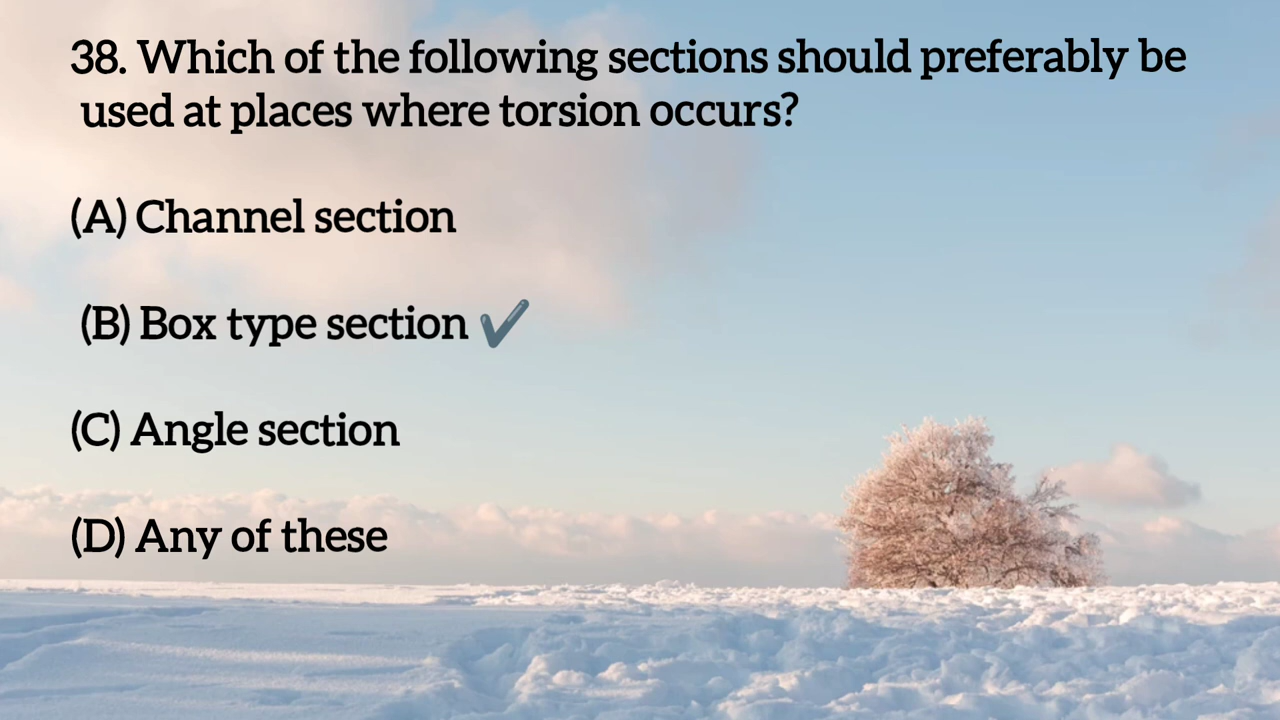 38. Which of the following sections should preferably be
used at places where torsion occurs?
(A) Channel section
(B) Box type section ✔
(C) Angle section
(D) Any of these